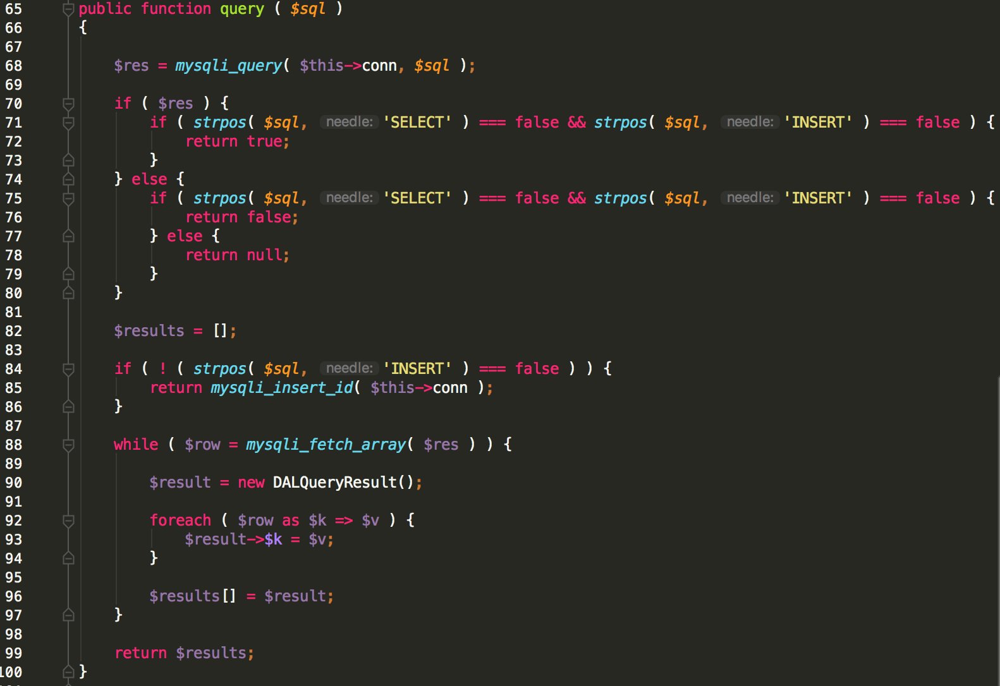 65 public function query ( $sql )
66 {
67
68     $res = mysqli_query( $this->conn, $sql );
69
70     if ( $res ) {
71         if ( strpos( $sql, needle: 'SELECT' ) === false && strpos( $sql, needle: 'INSERT' ) === false ) {
72             return true;
73         }
74     } else {
75         if ( strpos( $sql, needle: 'SELECT' ) === false && strpos( $sql, needle: 'INSERT' ) === false ) {
76             return false;
77         } else {
78             return null;
79         }
80     }
81
82     $results = [];
83
84     if ( ! ( strpos( $sql, needle: 'INSERT' ) === false ) ) {
85         return mysqli_insert_id( $this->conn );
86     }
87
88     while ( $row = mysqli_fetch_array( $res ) ) {
89
90         $result = new DALQueryResult();
91
92         foreach ( $row as $k => $v ) {
93             $result->$k = $v;
94         }
95
96         $results[] = $result;
97     }
98
99     return $results;
100 }